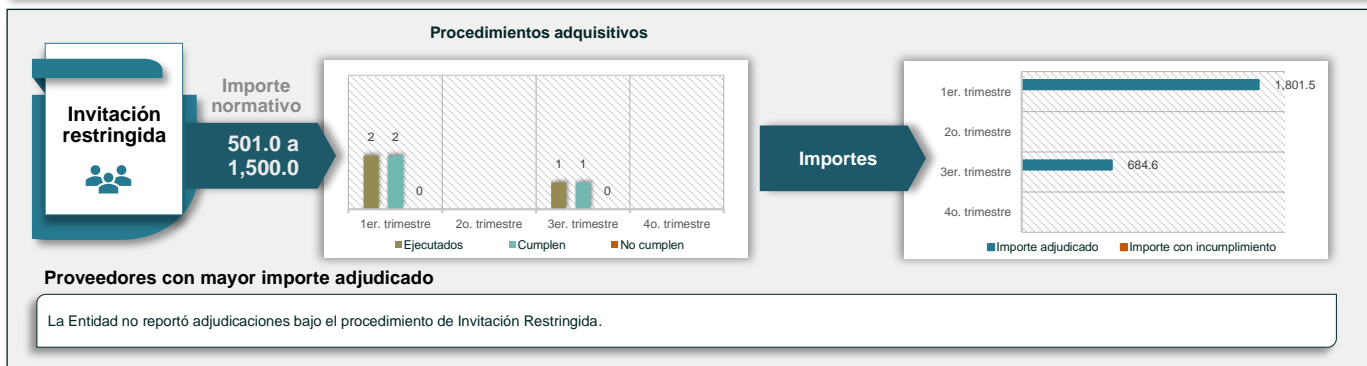 Procedimientos adquisitivos
Invitación
restringida
Importe
normativo
501.0 a
1,500.0
2 2
0
1 1
0
1er. trimestre 2o. trimestre 3er. trimestre 4o. trimestre
Ejecutados Cumplen No cumplen
Importes
1er. trimestre 1,801.5
2o. trimestre
3er. trimestre 684.6
4o. trimestre
Importe adjudicado Importe con incumplimiento
Proveedores con mayor importe adjudicado
La Entidad no reportó adjudicaciones bajo el procedimiento de Invitación Restringida.